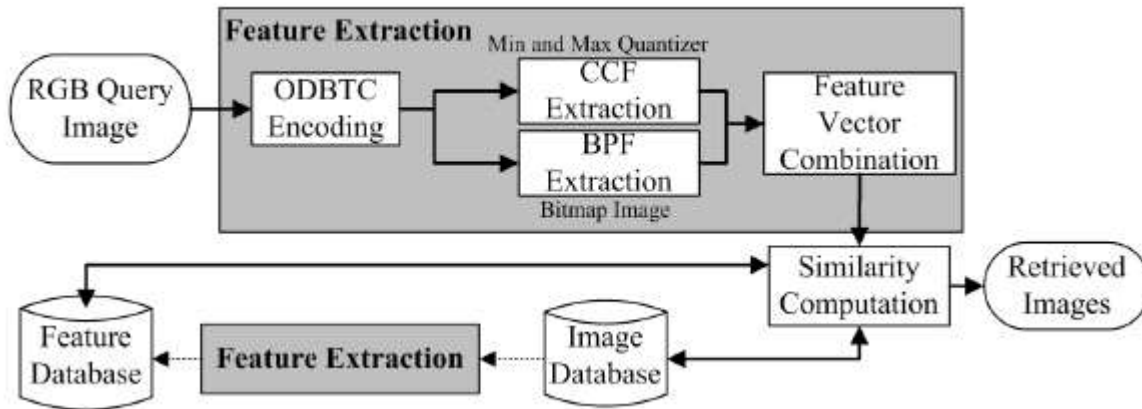 Feature Extraction
Min and Max Quantizer
RGB Query
Image
ODBTC
Encoding
CCF
Extraction
BPF
Extraction
Bitmap Image
Feature
Vector
Combination
Similarity
Computation
Retrieved
Images
Feature
Database
Feature Extraction
Image
Database